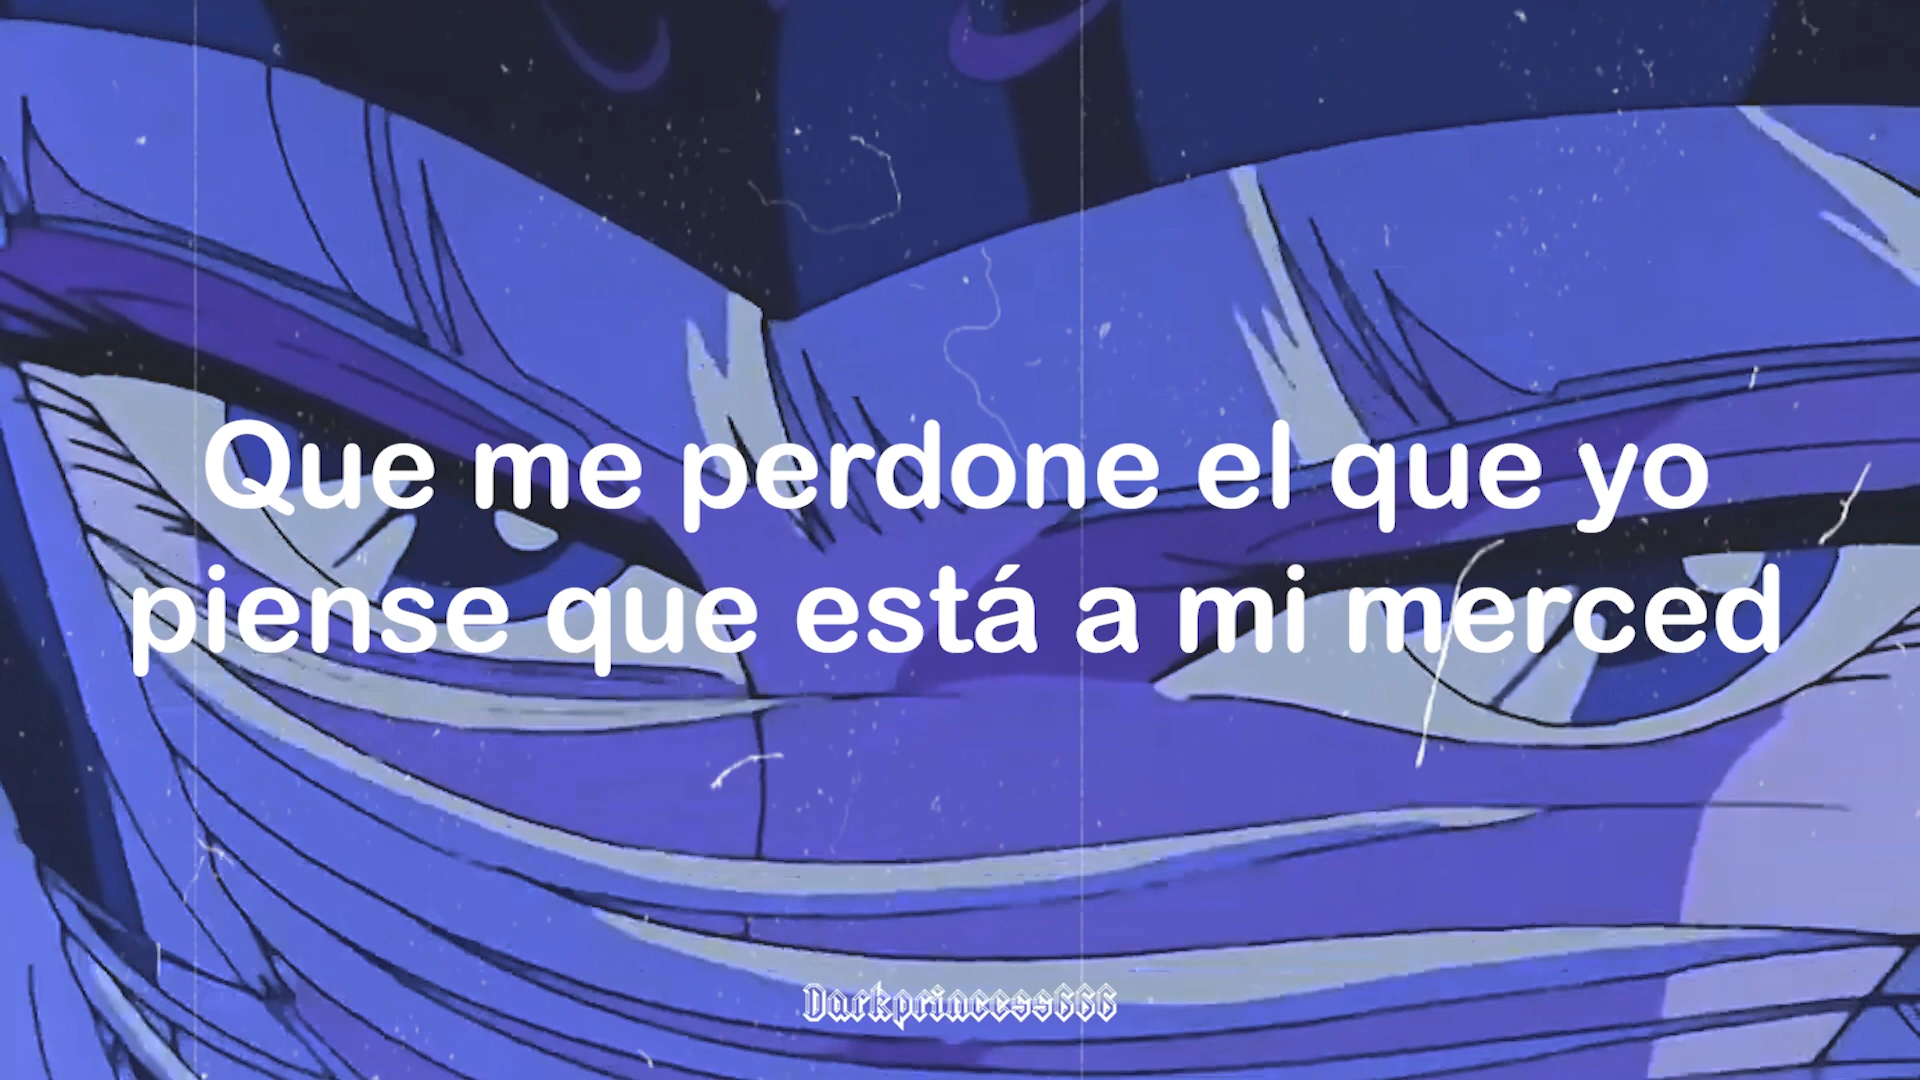 Que me perdone el que yo
piense que está a mi merced
Darkprincess666